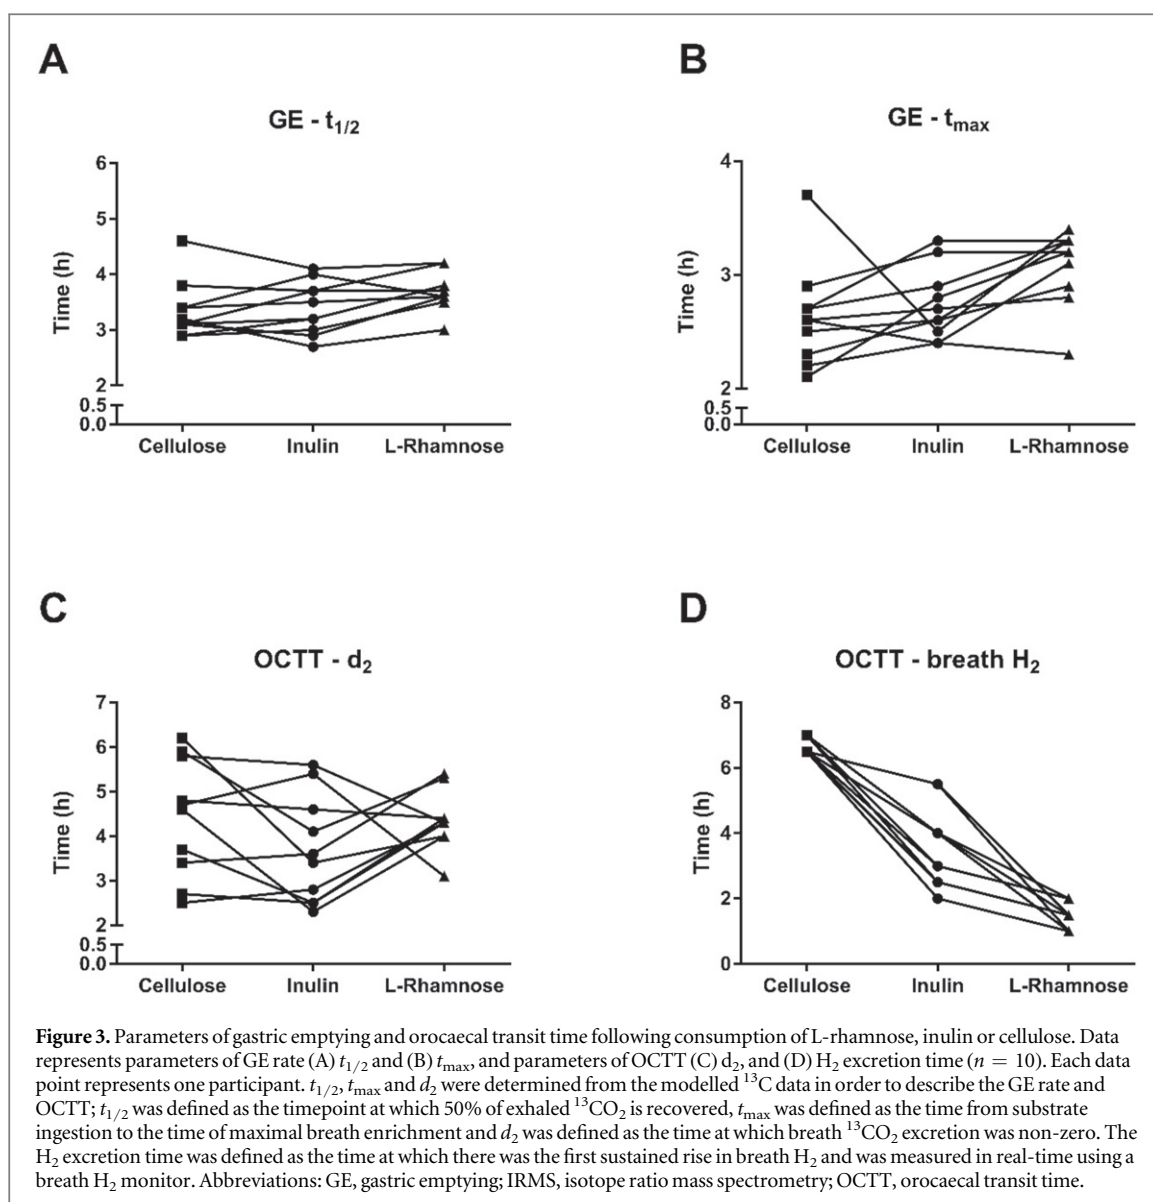 A
GE - t1/2
Time (h)
6
5
4
3
2
0.5
0.0
Cellulose Inulin L-Rhamnose
B
GE - tmax
Time (h)
4
3
2
0.5
0.0
Cellulose Inulin L-Rhamnose
C
OCTT - d2
Time (h)
7
6
5
4
3
2
0.5
0.0
Cellulose Inulin L-Rhamnose
D
OCTT - breath H2
Time (h)
8
6
4
2
0
Cellulose Inulin L-Rhamnose
Figure 3. Parameters of gastric emptying and orocaecal transit time following consumption of L-rhamnose, inulin or cellulose. Data
represents parameters of GE rate (A) t1/2 and (B) tmax, and parameters of OCTT (C) d2, and (D) H2 excretion time (n = 10). Each data
point represents one participant. t1/2, tmax and d2 were determined from the modelled 13C data in order to describe the GE rate and
OCTT; t1/2 was defined as the timepoint at which 50% of exhaled 13CO2 is recovered, tmax was defined as the time from substrate
ingestion to the time of maximal breath enrichment and d2 was defined as the time at which breath 13CO2 excretion was non-zero. The
H2 excretion time was defined as the time at which there was the first sustained rise in breath H2 and was measured in real-time using a
breath H2 monitor. Abbreviations: GE, gastric emptying; IRMS, isotope ratio mass spectrometry; OCTT, orocaecal transit time.